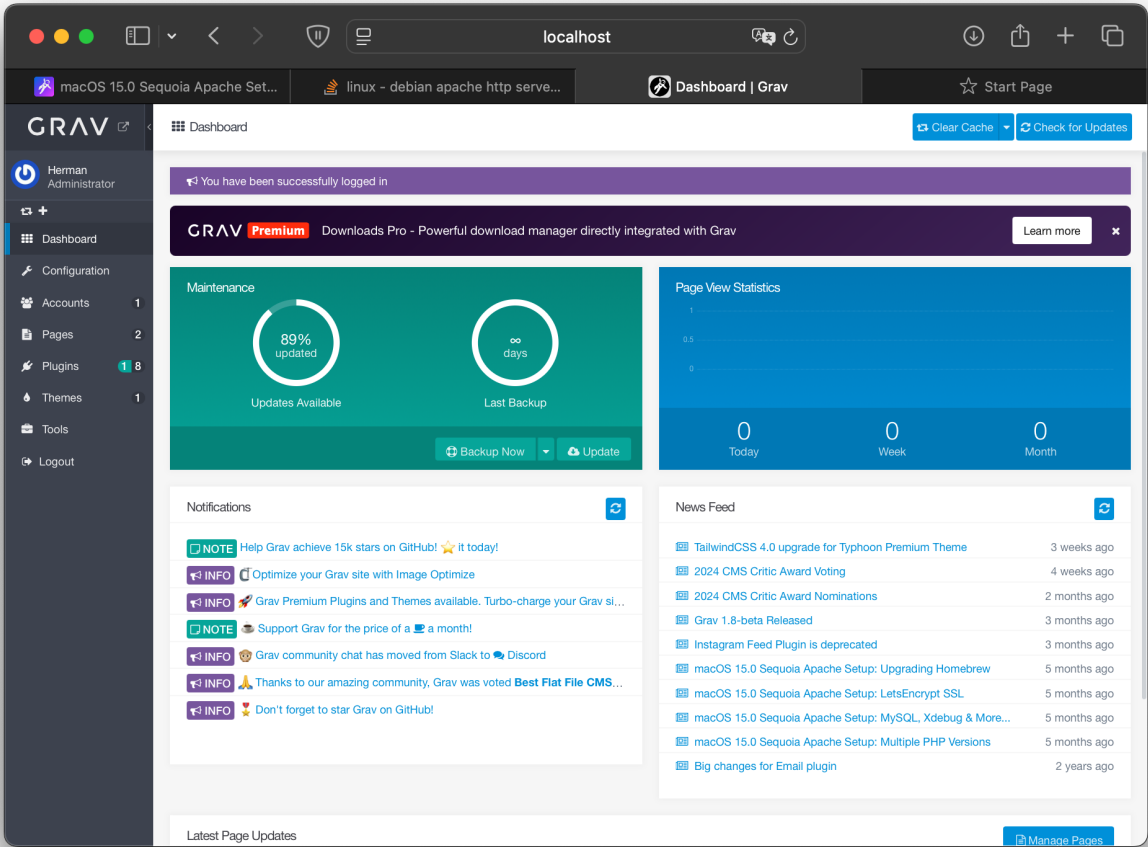 localhost
macOS 15.0 Sequoia Apache Set...
linux - debian apache http serve...
Dashboard | Grav
Start Page
GRAV
Dashboard
Clear Cache
Check for Updates
Herman
Administrator
Dashboard
Configuration
Accounts 1
Pages 2
Plugins 1 8
Themes 1
Tools
Logout
You have been successfully logged in
GRAV Premium Downloads Pro - Powerful download manager directly integrated with Grav
Learn more
Maintenance
89%
updated
Updates Available
∞
days
Last Backup
Backup Now
Update
Page View Statistics
1
0.5
0
0
Today
0
Week
0
Month
Notifications
NOTE Help Grav achieve 15k stars on GitHub! ⭐ it today!
INFO Optimize your Grav site with Image Optimize
INFO 🚀 Grav Premium Plugins and Themes available. Turbo-charge your Grav si...
NOTE ☕ Support Grav for the price of a a month!
INFO 🐵 Grav community chat has moved from Slack to Discord
INFO 🙏 Thanks to our amazing community, Grav was voted Best Flat File CMS...
INFO 🎖 Don't forget to star Grav on GitHub!
News Feed
TailwindCSS 4.0 upgrade for Typhoon Premium Theme 3 weeks ago
2024 CMS Critic Award Voting 4 weeks ago
2024 CMS Critic Award Nominations 2 months ago
Grav 1.8-beta Released 3 months ago
Instagram Feed Plugin is deprecated 3 months ago
macOS 15.0 Sequoia Apache Setup: Upgrading Homebrew 5 months ago
macOS 15.0 Sequoia Apache Setup: LetsEncrypt SSL 5 months ago
macOS 15.0 Sequoia Apache Setup: MySQL, Xdebug & More... 5 months ago
macOS 15.0 Sequoia Apache Setup: Multiple PHP Versions 5 months ago
Big changes for Email plugin 2 years ago
Latest Page Updates
Manage Pages